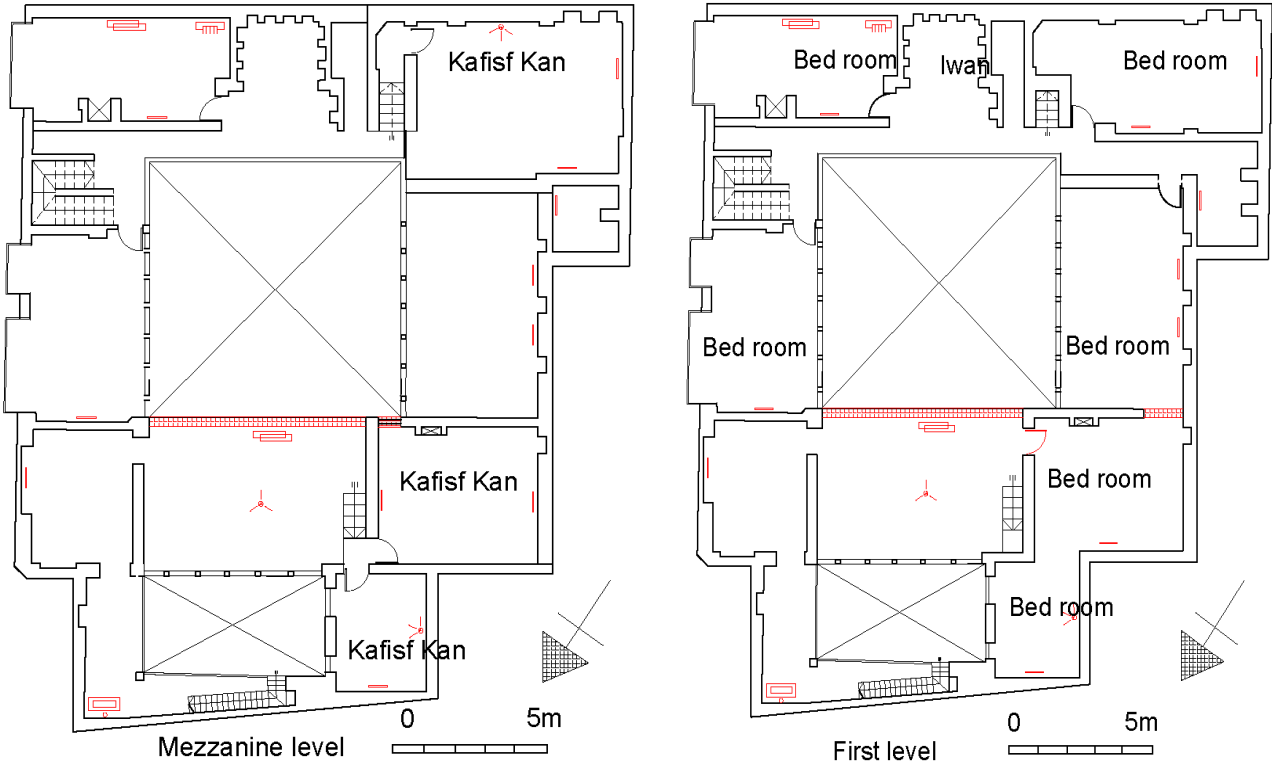 Kafisf Kan
Kafisf Kan
Kafisf Kan
0 5m
Mezzanine level
Bed room
Iwan
Bed room
Bed room
Bed room
Bed room
Bed room
0 5m
First level